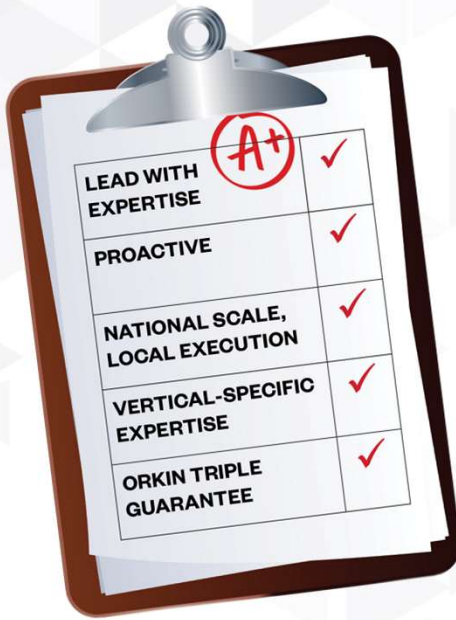 A+
LEAD WITH
EXPERTISE
PROACTIVE
NATIONAL SCALE,
LOCAL EXECUTION
VERTICAL-SPECIFIC
EXPERTISE
ORKIN TRIPLE
GUARANTEE